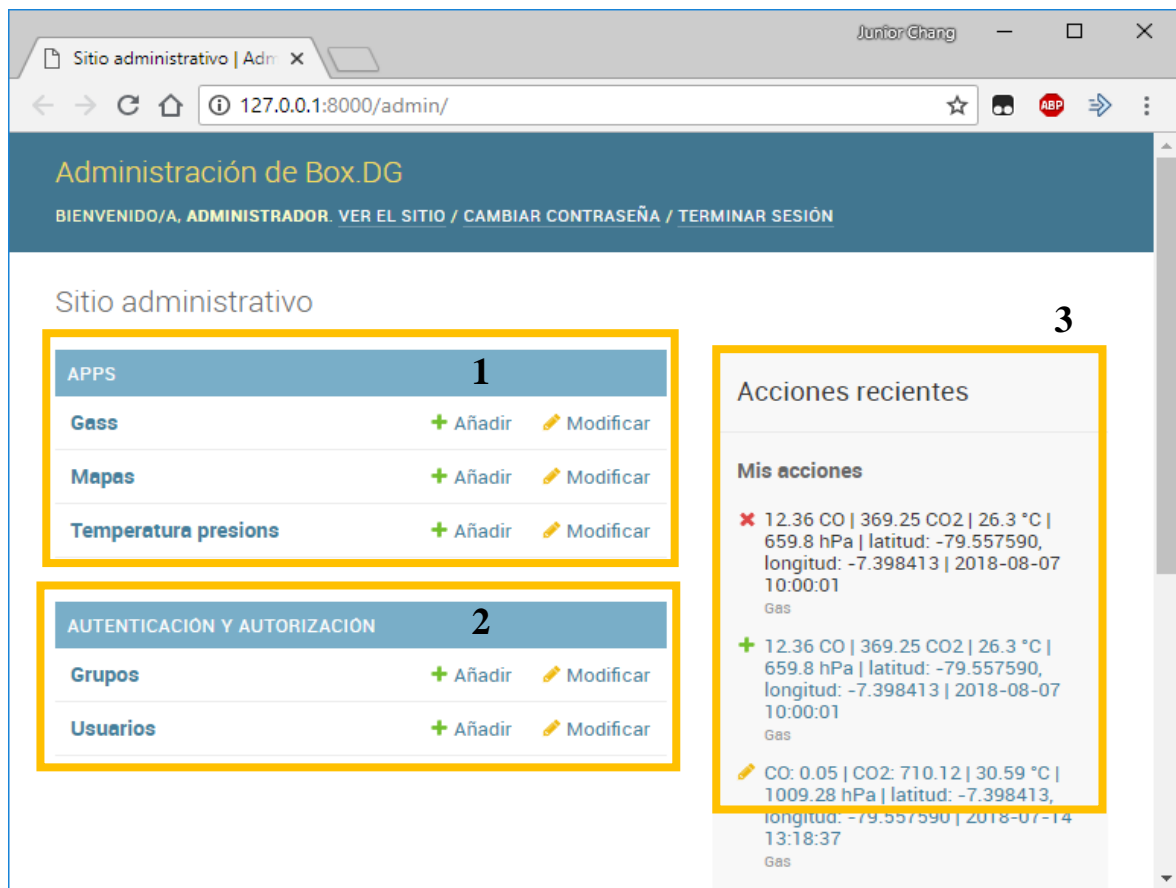 Junior Chang
Sitio administrativo | Adm
127.0.0.1:8000/admin/
ABP
Administración de Box.DG
BIENVENIDO/A, ADMINISTRADOR. VER EL SITIO / CAMBIAR CONTRASEÑA / TERMINAR SESIÓN
Sitio administrativo
1
APPS
Gass Añadir Modificar
Mapas Añadir Modificar
Temperatura presions Añadir Modificar
2
AUTENTICACIÓN Y AUTORIZACIÓN
Grupos Añadir Modificar
Usuarios Añadir Modificar
3
Acciones recientes
Mis acciones
12.36 CO | 369.25 CO2 | 26.3 °C |
659.8 hPa | latitud: -79.557590,
longitud: -7.398413 | 2018-08-07
10:00:01
Gas
12.36 CO | 369.25 CO2 | 26.3 °C |
659.8 hPa | latitud: -79.557590,
longitud: -7.398413 | 2018-08-07
10:00:01
Gas
CO: 0.05 | CO2: 710.12 | 30.59 °C |
1009.28 hPa | latitud: -7.398413,
longitud: -79.557590 | 2018-07-14
13:18:37
Gas